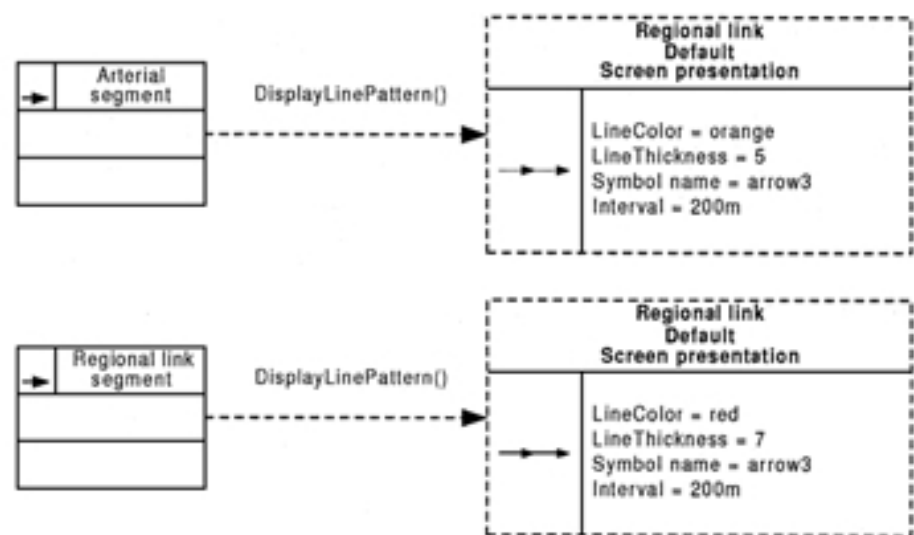 Arterial
segment
DisplayLinePattern()
Regional link
Default
Screen presentation
LineColor = orange
LineThickness = 5
Symbol name = arrow3
Interval = 200m
Regional link
segment
DisplayLinePattern()
Regional link
Default
Screen presentation
LineColor = red
LineThickness = 7
Symbol name = arrow3
Interval = 200m